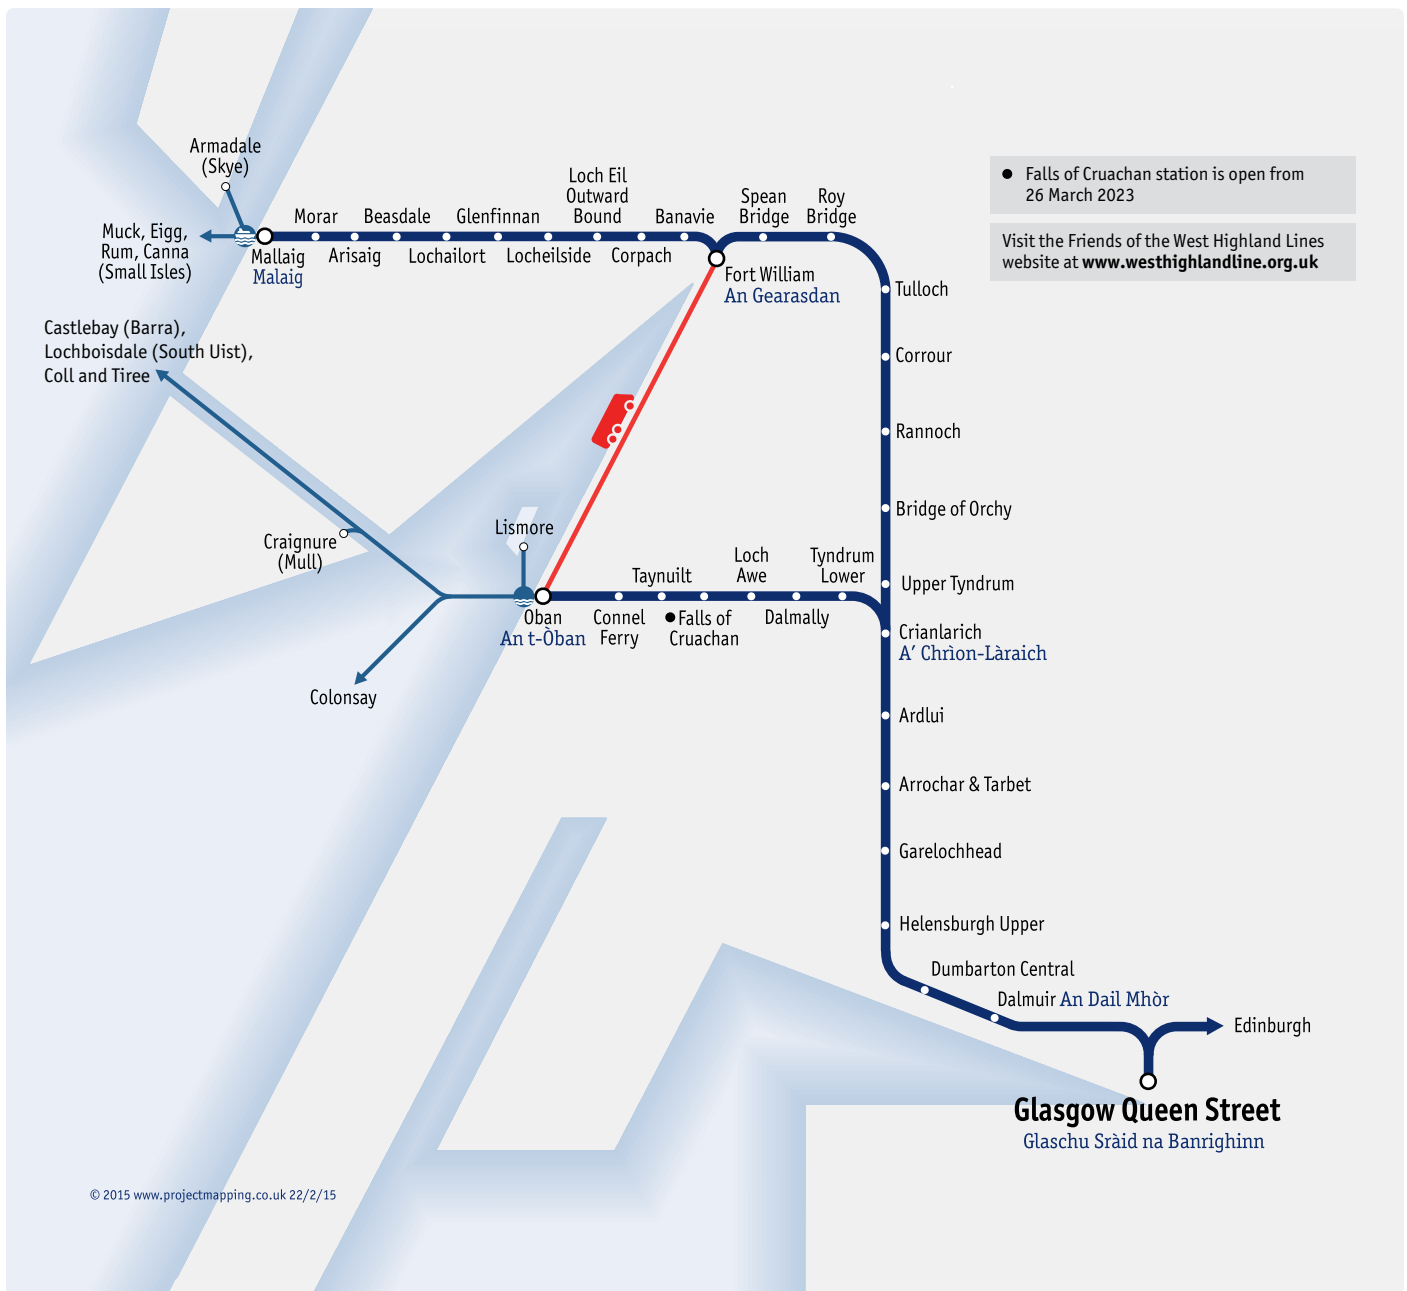 Armadale
(Skye)
Muck, Eigg,
Rum, Canna
(Small Isles)
Mallaig
Malaig
Morar
Arisaig
Beasdale
Lochailort
Glenfinnan
Locheilside
Loch Eil
Outward
Bound
Corpach
Banavie
Fort William
An Gearasdan
Spean
Bridge
Roy
Bridge
● Falls of Cruachan station is open from
26 March 2023
Visit the Friends of the West Highland Lines
website at www.westhighlandline.org.uk
Tulloch
Corrour
Rannoch
Bridge of Orchy
Upper Tyndrum
Crianlarich
A’ Chrìon-Làraich
Ardlui
Arrochar & Tarbet
Garelochhead
Helensburgh Upper
Dumbarton Central
Dalmuir An Dail Mhòr
Edinburgh
Glasgow Queen Street
Glaschu Sràid na Banrighinn
Castlebay (Barra),
Lochboisdale (South Uist),
Coll and Tiree
Craignure
(Mull)
Lismore
Oban
An t-Òban
Connel
Ferry
Taynuilt
●Falls of
Cruachan
Loch
Awe
Dalmally
Tyndrum
Lower
Colonsay
© 2015 www.projectmapping.co.uk 22/2/15